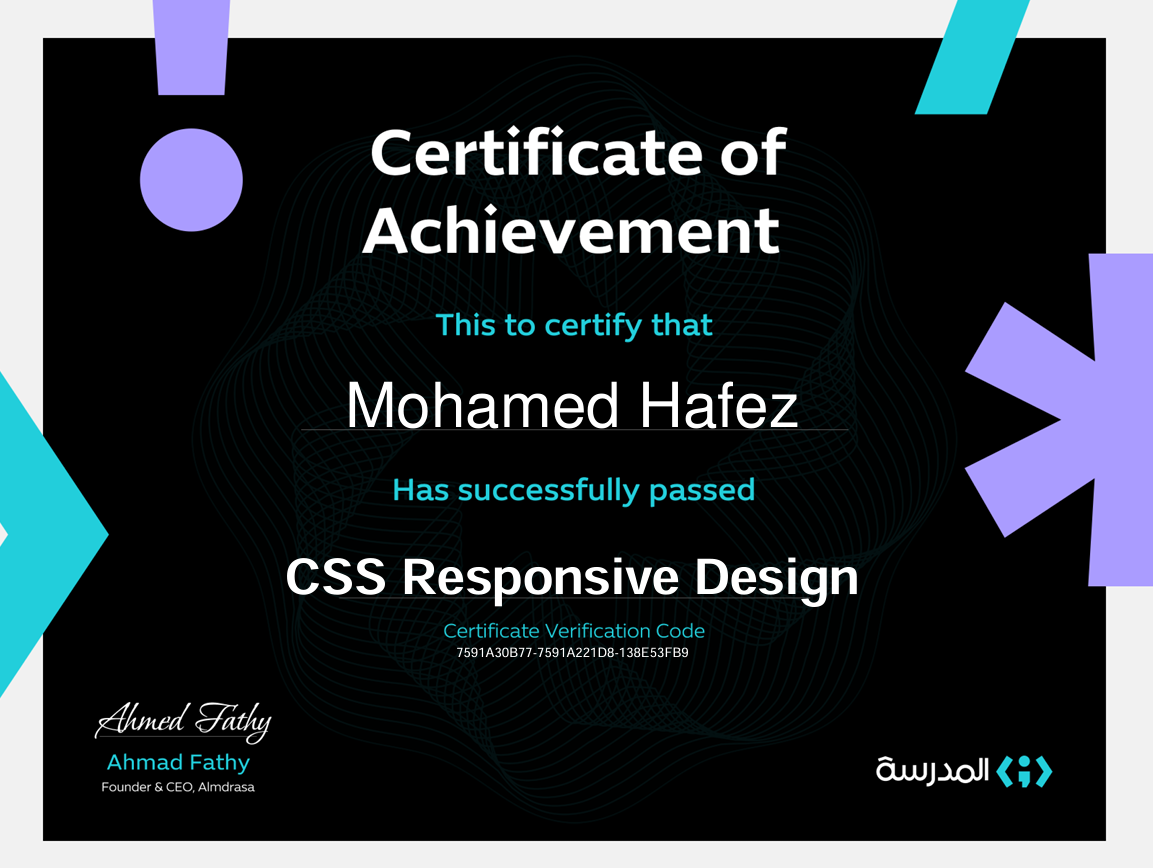 Certificate of
Achievement
This to certify that
Mohamed Hafez
Has successfully passed
CSS Responsive Design
Certificate Verification Code
7591A30B77-7591A221D8-138E53FB9
Ahmed Fathy
Ahmad Fathy
Founder & CEO, Almdrasa
المدرسة